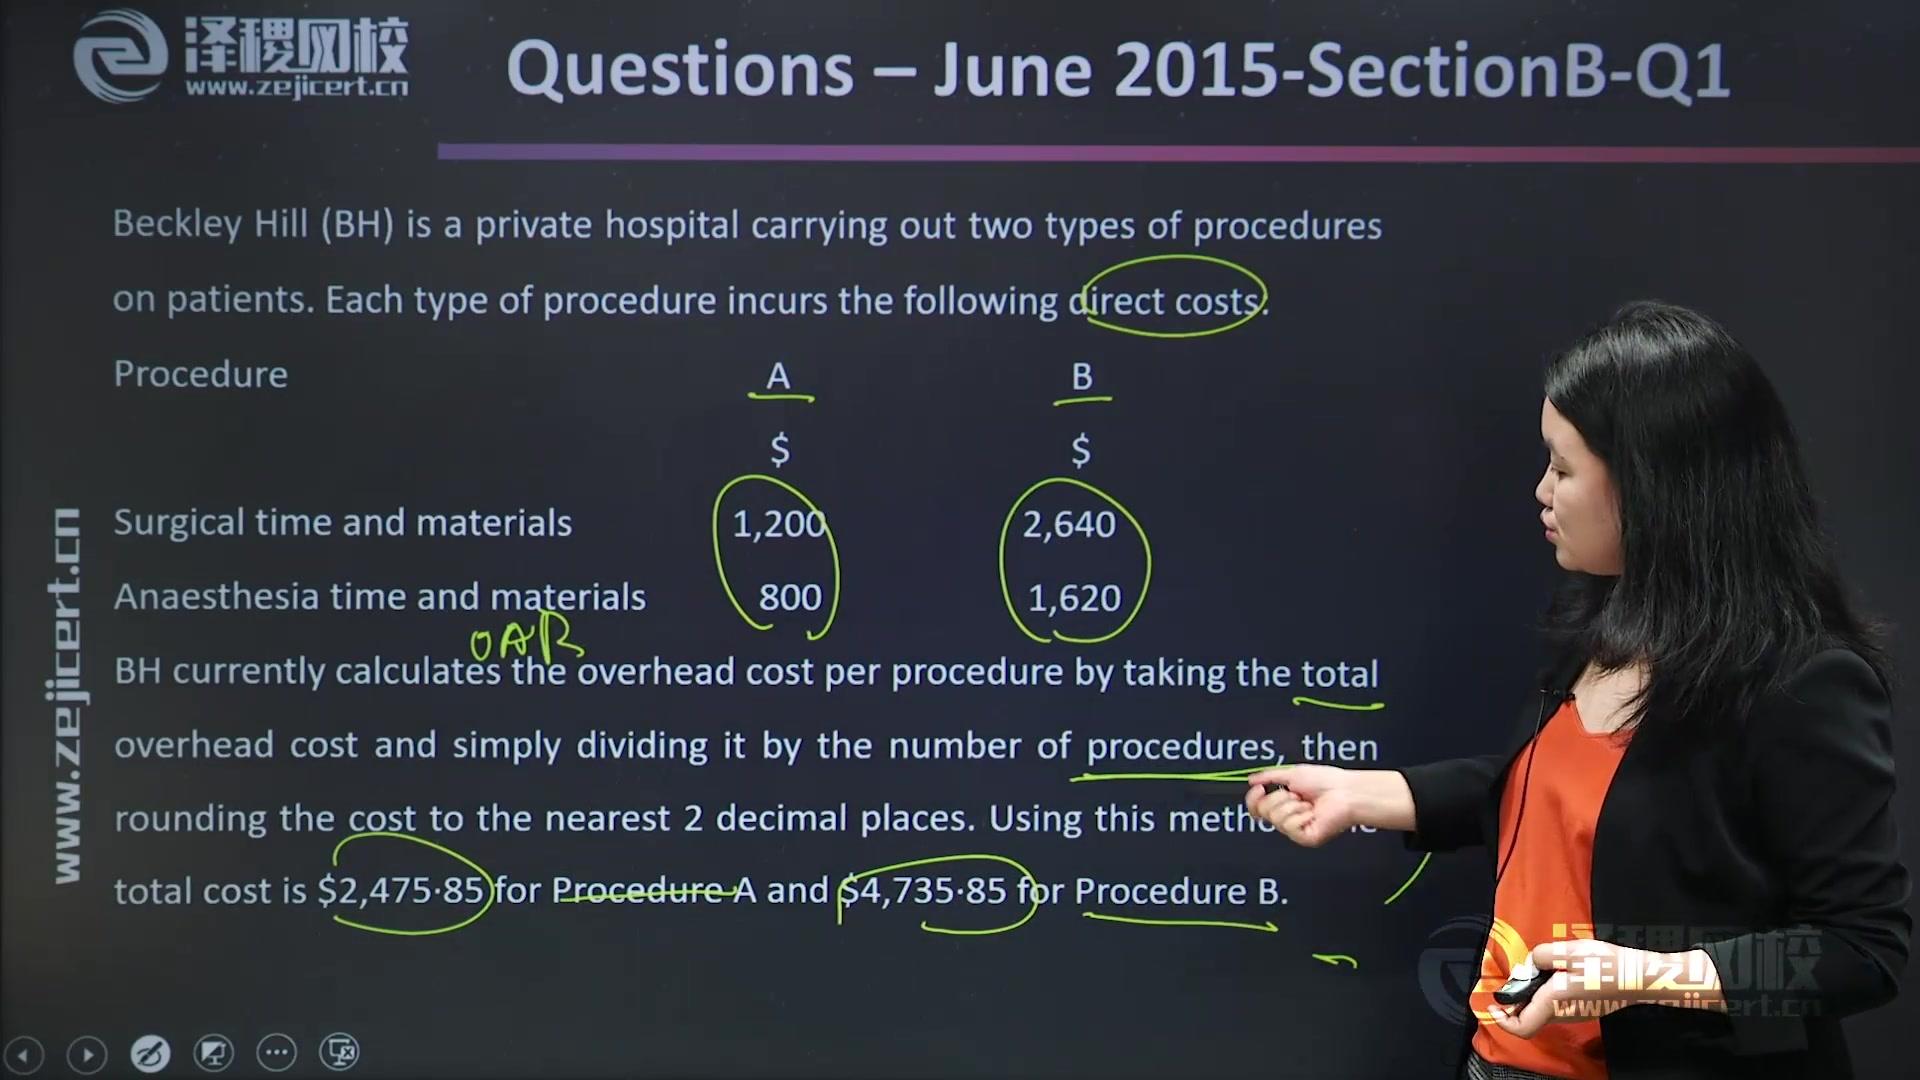 泽稷网校
www.zejicert.cn
Questions – June 2015-SectionB-Q1
Beckley Hill (BH) is a private hospital carrying out two types of procedures
on patients. Each type of procedure incurs the following direct costs.
Procedure A B
$ $
Surgical time and materials 1,200 2,640
Anaesthesia time and materials 800 1,620
OAR
BH currently calculates the overhead cost per procedure by taking the total
overhead cost and simply dividing it by the number of procedures, then
rounding the cost to the nearest 2 decimal places. Using this
total cost is $2,475·85 for Procedure A and $4,735·85 for Procedure B.
www.zejicert.cn
泽稷网校
www.zejicert.cn